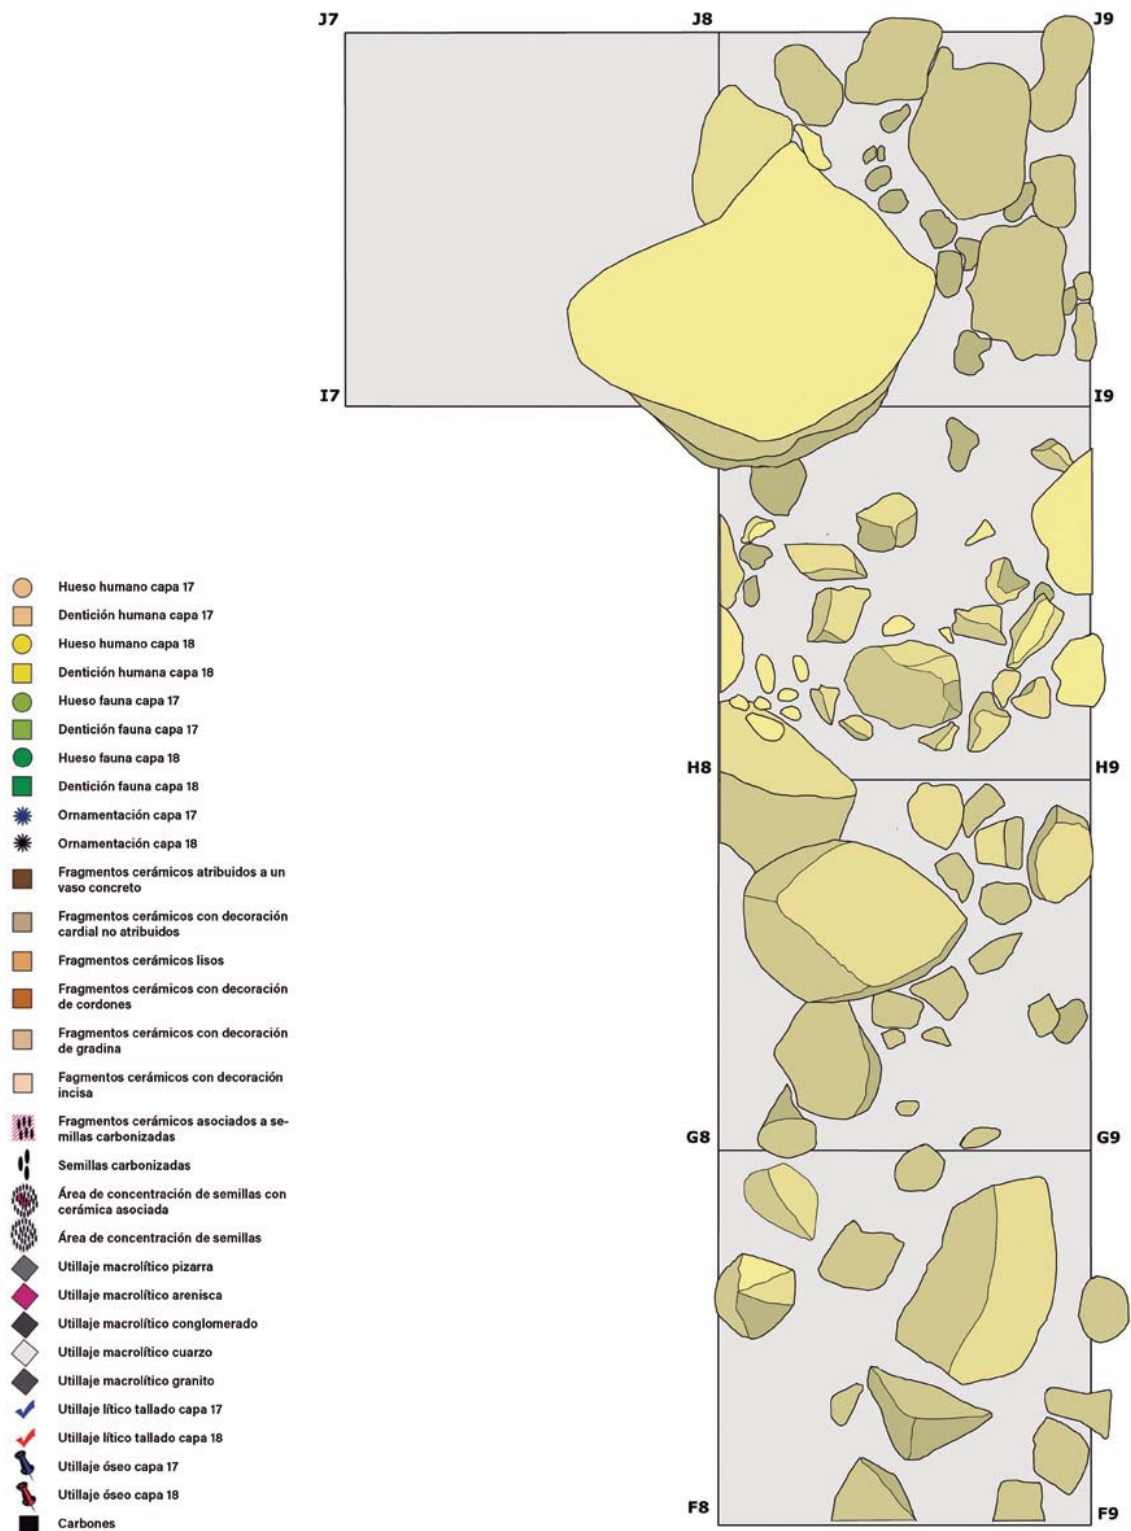 J7 J8 J9
I7 I9
H8 H9
G8 G9
F8 F9
Hueso humano capa 17
Dentición humana capa 17
Hueso humano capa 18
Dentición humana capa 18
Hueso fauna capa 17
Dentición fauna capa 17
Hueso fauna capa 18
Dentición fauna capa 18
Ornamentación capa 17
Ornamentación capa 18
Fragmentos cerámicos atribuidos a un
vaso concreto
Fragmentos cerámicos con decoración
cardial no atribuidos
Fragmentos cerámicos lisos
Fragmentos cerámicos con decoración
de cordones
Fragmentos cerámicos con decoración
de gradina
Fagmentos cerámicos con decoración
incisa
Fragmentos cerámicos asociados a se-
millas carbonizadas
Semillas carbonizadas
Área de concentración de semillas con
cerámica asociada
Área de concentración de semillas
Utillaje macrolítico pizarra
Utillaje macrolítico arenisca
Utillaje macrolítico conglomerado
Utillaje macrolítico cuarzo
Utillaje macrolítico granito
Utillaje lítico tallado capa 17
Utillaje lítico tallado capa 18
Utillaje óseo capa 17
Utillaje óseo capa 18
Carbones